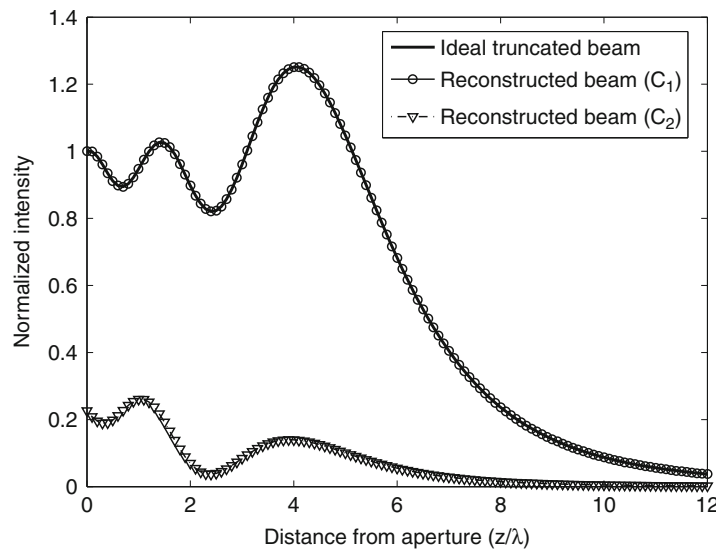 1.4
1.2
1
0.8
0.6
0.4
0.2
0
Normalized intensity
Ideal truncated beam
Reconstructed beam (C₁)
Reconstructed beam (C₂)
0 2 4 6 8 10 12
Distance from aperture (z/λ)